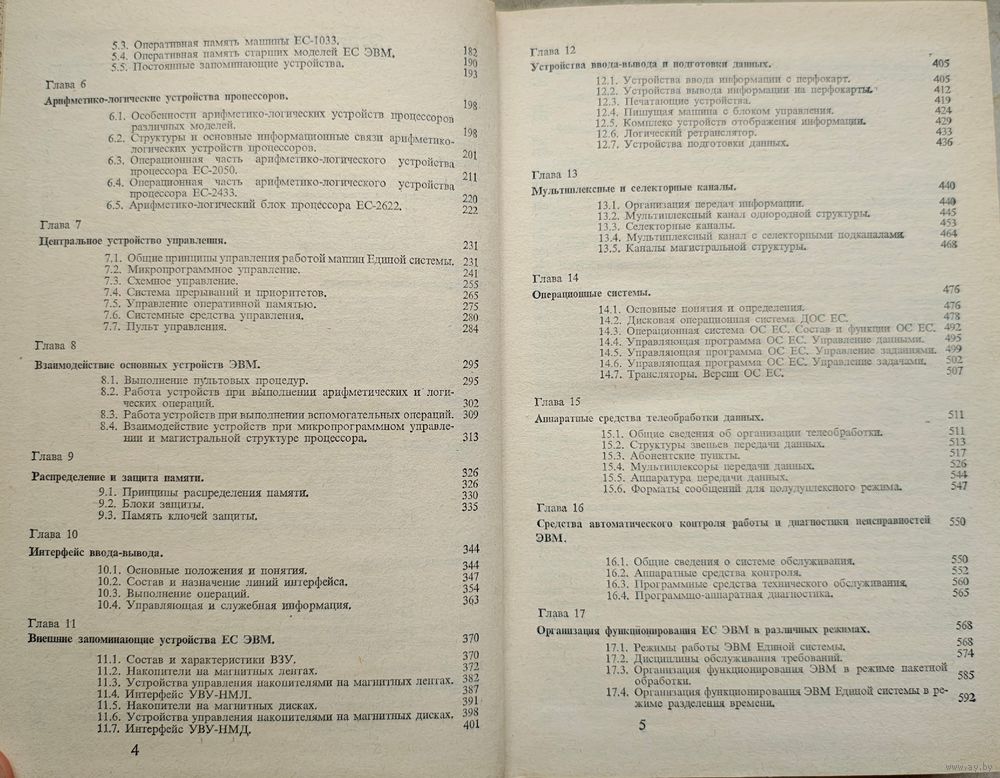 5.3. Оперативная память машины ЕС-1033. 182
5.4. Оперативная память старших моделей ЕС ЭВМ. 190
5.5. Постоянные запоминающие устройства. 193
Глава 6
Арифметико-логические устройства процессоров. 198
6.1. Особенности арифметико-логических устройств процессоров
различных моделей. 198
6.2. Структуры и основные информационные связи арифметико-
логических устройств процессоров. 201
6.3. Операционная часть арифметико-логического устройства
процессора ЕС-2050. 211
6.4. Операционная часть арифметико-логического устройства
процессора ЕС-2433. 220
6.5. Арифметико-логический блок процессора ЕС-2622. 222
Глава 7
Центральное устройство управления. 231
7.1. Общие принципы управления работой машин Единой системы. 231
7.2. Микропрограммное управление. 241
7.3. Схемное управление. 255
7.4. Система прерываний и приоритетов. 265
7.5. Управление оперативной памятью. 275
7.6. Системные средства управления. 280
7.7. Пульт управления. 284
Глава 8
Взаимодействие основных устройств ЭВМ. 295
8.1. Выполнение пультовых процедур. 295
8.2. Работа устройств при выполнении арифметических и логи-
ческих операций. 302
8.3. Работа устройств при выполнении вспомогательных операций. 309
8.4. Взаимодействие устройств при микропрограммном управле-
нии и магистральной структуре процессора. 313
Глава 9
Распределение и защита памяти. 326
9.1. Принципы распределения памяти. 326
9.2. Блоки защиты. 330
9.3. Память ключей защиты. 335
Глава 10
Интерфейс ввода-вывода. 344
10.1. Основные положения и понятия. 344
10.2. Состав и назначение линий интерфейса. 347
10.3. Выполнение операций. 354
10.4. Управляющая и служебная информация. 363
Глава 11
Внешние запоминающие устройства ЕС ЭВМ. 370
11.1. Состав и характеристики ВЗУ. 370
11.2. Накопители на магнитных лентах. 372
11.3. Устройства управления накопителями на магнитных лентах. 382
11.4. Интерфейс УВУ-НМЛ. 387
11.5. Накопители на магнитных дисках. 391
11.6. Устройства управления накопителями на магнитных дисках. 398
11.7. Интерфейс УВУ-НМД. 401
4
Глава 12
Устройства ввода-вывода и подготовки данных. 405
12.1. Устройства ввода информации с перфокарт. 405
12.2. Устройства вывода информации на перфокарты. 412
12.3. Печатающие устройства. 419
12.4. Пишущая машина с блоком управления. 424
12.5. Комплекс устройств отображения информации. 429
12.6. Логический ретранслятор. 433
12.7. Устройства подготовки данных. 436
Глава 13
Мультиплексные и селекторные каналы. 440
13.1. Организация передач информации. 440
13.2. Мультиплексный канал однородной структуры. 445
13.3. Селекторные каналы. 453
13.4. Мультиплексный канал с селекторными подканалами. 464
13.5. Каналы магистральной структуры. 468
Глава 14
Операционные системы. 476
14.1. Основные понятия и определения. 476
14.2. Дисковая операционная система ДОС ЕС. 478
14.3. Операционная система ОС ЕС. Состав и функции ОС ЕС. 492
14.4. Управляющая программа ОС ЕС. Управление данными. 495
14.5. Управляющая программа ОС ЕС. Управление заданиями. 499
14.6. Управляющая программа ОС ЕС. Управление задачами. 502
14.7. Трансляторы. Версии ОС ЕС. 507
Глава 15
Аппаратные средства телеобработки данных. 511
15.1. Общие сведения об организации телеобработки. 511
15.2. Структуры звеньев передачи данных. 513
15.3. Абонентские пункты. 517
15.4. Мультиплексоры передачи данных. 526
15.5. Аппаратура передачи данных. 544
15.6. Форматы сообщений для полудуплексного режима. 547
Глава 16
Средства автоматического контроля работы и диагностики неисправностей 550
ЭВМ.
16.1. Общие сведения о системе обслуживания. 550
16.2. Аппаратные средства контроля. 552
16.3. Программные средства технического обслуживания. 560
16.4. Программно-аппаратная диагностика. 565
Глава 17
Организация функционирования ЕС ЭВМ в различных режимах. 568
17.1. Режимы работы ЭВМ Единой системы. 568
17.2. Дисциплины обслуживания требований. 574
17.3. Организация функционирования ЭВМ в режиме пакетной
обработки. 585
17.4. Организация функционирования ЭВМ Единой системы в ре-
жиме разделения времени. 592
5
www.ay.by